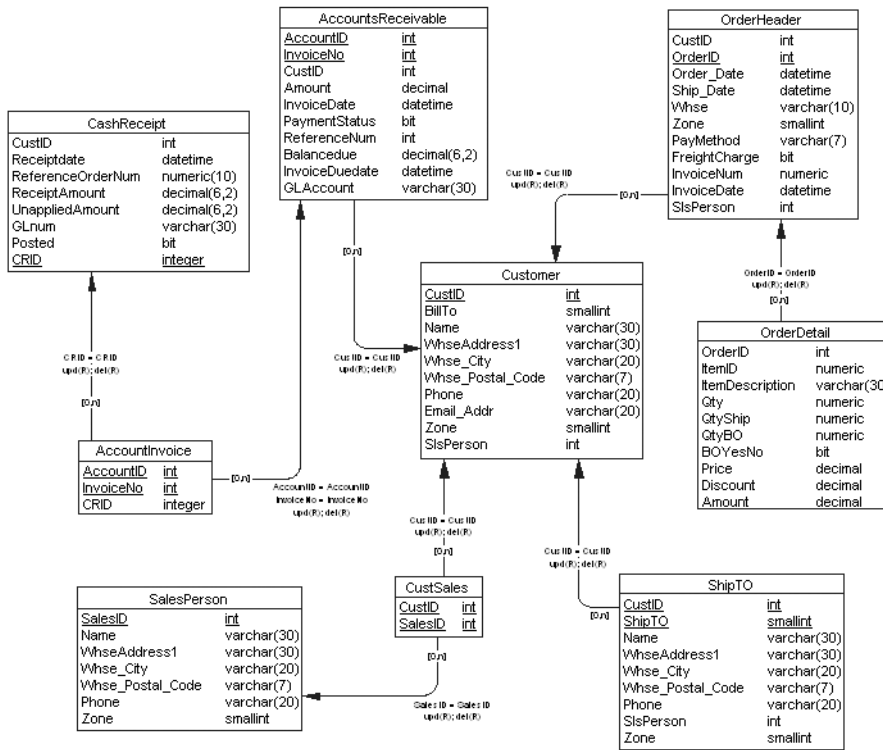 AccountsReceivable
AccountID int
InvoiceNo int
CustID int
Amount decimal
InvoiceDate datetime
PaymentStatus bit
ReferenceNum int
Balancedue decimal(6,2)
InvoiceDuedate datetime
GLAccount varchar(30)
OrderHeader
CustID int
OrderID int
Order_Date datetime
Ship_Date datetime
Whse varchar(10)
Zone smallint
PayMethod varchar(7)
FreightCharge bit
InvoiceNum numeric
InvoiceDate datetime
SlsPerson int
CashReceipt
CustID int
Receiptdate datetime
ReferenceOrderNum numeric(10)
ReceiptAmount decimal(6,2)
UnappliedAmount decimal(6,2)
GLnum varchar(30)
Posted bit
CRID integer
CustID = CustID
upd(R); del(R)
[0,n]
[0,n]
OrderID = OrderID
upd(R); del(R)
[0,n]
Customer
CustID int
BillTo smallint
Name varchar(30)
WhseAddress1 varchar(30)
Whse_City varchar(20)
Whse_Postal_Code varchar(7)
Phone varchar(20)
Email_Addr varchar(20)
Zone smallint
SlsPerson int
CustID = CustID
upd(R); del(R)
OrderDetail
OrderID int
ItemID numeric
ItemDescription varchar(30
Qty numeric
QtyShip numeric
QtyBO numeric
BOYesNo bit
Price decimal
Discount decimal
Amount decimal
CRID = CRID
upd(R); del(R)
[0,n]
AccountInvoice
AccountID int
InvoiceNo int
CRID integer
[0,n]
AccountID = AccountID
InvoiceNo = InvoiceNo
upd(R); del(R)
CustID = CustID
upd(R); del(R)
[0,n]
CustID = CustID
upd(R); del(R)
[0,n]
CustSales
CustID int
SalesID int
[0,n]
SalesID = SalesID
upd(R); del(R)
SalesPerson
SalesID int
Name varchar(30)
WhseAddress1 varchar(30)
Whse_City varchar(20)
Whse_Postal_Code varchar(7)
Phone varchar(20)
Zone smallint
ShipTO
CustID int
ShipTO smallint
Name varchar(30)
WhseAddress1 varchar(30)
Whse_City varchar(20)
Whse_Postal_Code varchar(7)
Phone varchar(20)
SlsPerson int
Zone smallint